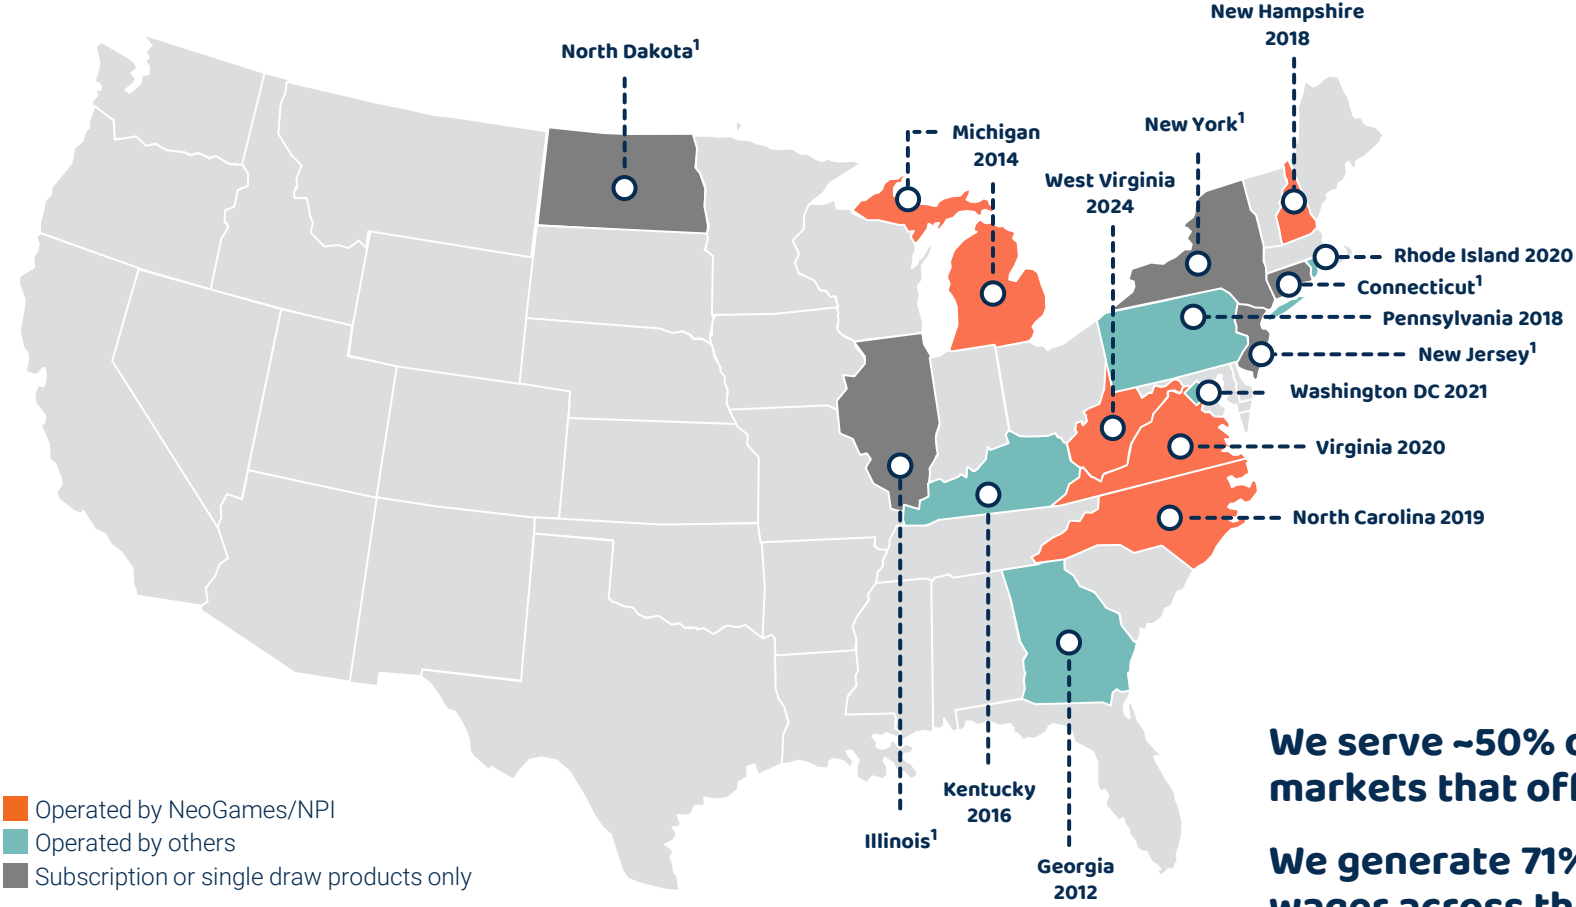 New Hampshire
2018
North Dakota¹
New York¹
Michigan
2014
West Virginia
2024
Rhode Island 2020
Connecticut¹
Pennsylvania 2018
New Jersey¹
Washington DC 2021
Virginia 2020
North Carolina 2019
Kentucky
2016
Illinois¹
Georgia
2012
Operated by NeoGames/NPI
Operated by others
Subscription or single draw products only
We serve ~50%
markets that
We generate 71%
wager across